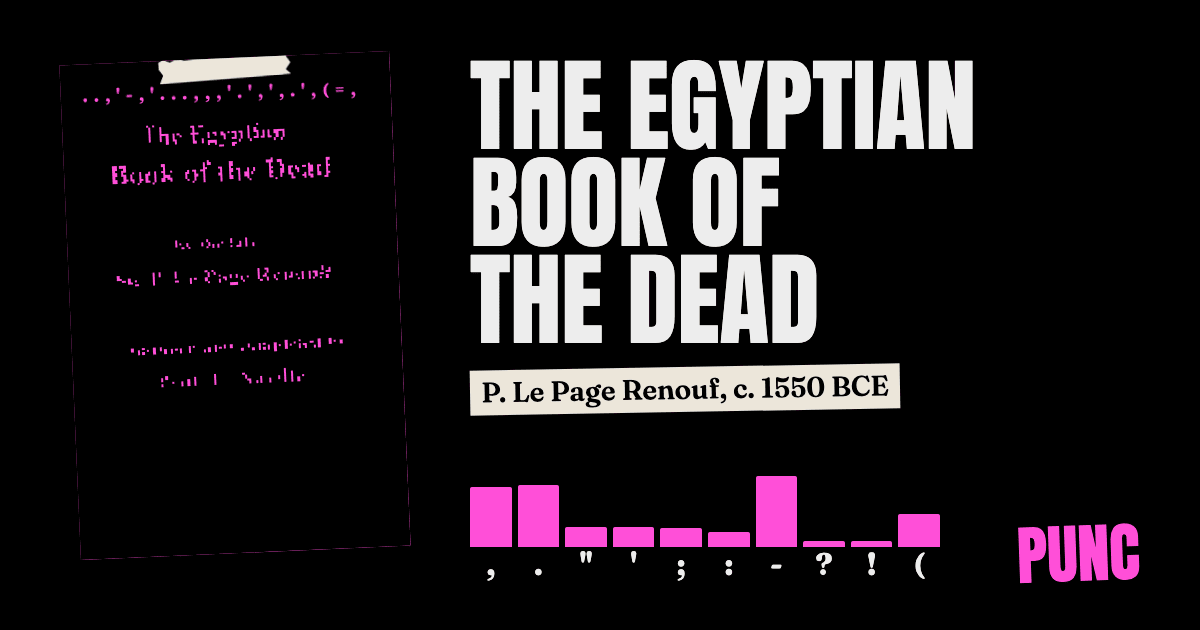 ..,'-,'...,,,'.',',.',(=,
The Egyptian
Book of the Dead
THE EGYPTIAN
BOOK OF
THE DEAD
P. Le Page Renouf, c. 1550 BCE
, . " ' ; : - ? ! (
PUNC